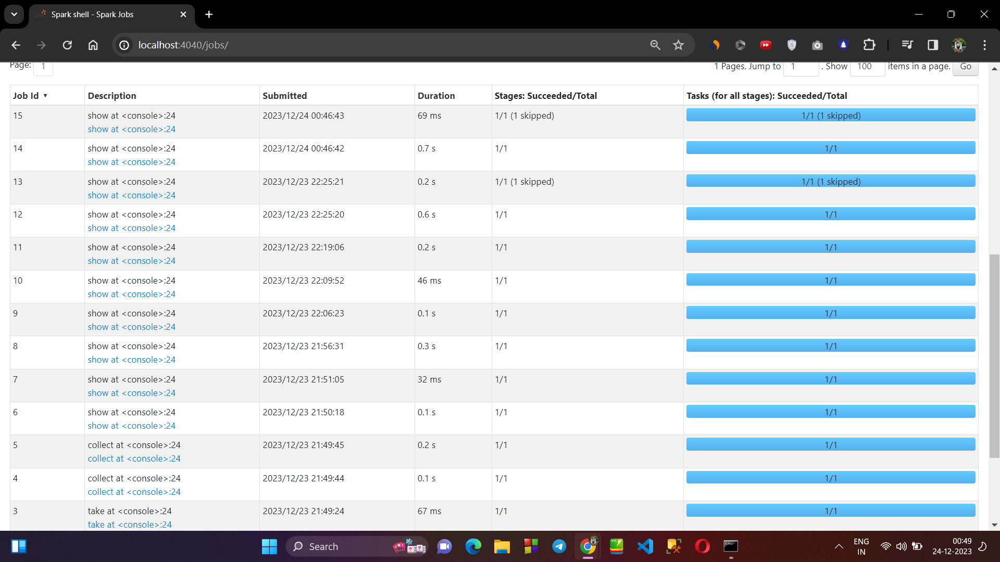 Spark shell - Spark Jobs
localhost:4040/jobs/
Page: 1
1 Pages. Jump to 1 . Show 100 items in a page. Go
Job Id ▼ Description Submitted Duration Stages: Succeeded/Total Tasks (for all stages): Succeeded/Total
15 show at <console>:24 2023/12/24 00:46:43 69 ms 1/1 (1 skipped) 1/1 (1 skipped)
show at <console>:24
14 show at <console>:24 2023/12/24 00:46:42 0.7 s 1/1 1/1
show at <console>:24
13 show at <console>:24 2023/12/23 22:25:21 0.2 s 1/1 (1 skipped) 1/1 (1 skipped)
show at <console>:24
12 show at <console>:24 2023/12/23 22:25:20 0.6 s 1/1 1/1
show at <console>:24
11 show at <console>:24 2023/12/23 22:19:06 0.2 s 1/1 1/1
show at <console>:24
10 show at <console>:24 2023/12/23 22:09:52 46 ms 1/1 1/1
show at <console>:24
9 show at <console>:24 2023/12/23 22:06:23 0.1 s 1/1 1/1
show at <console>:24
8 show at <console>:24 2023/12/23 21:56:31 0.3 s 1/1 1/1
show at <console>:24
7 show at <console>:24 2023/12/23 21:51:05 32 ms 1/1 1/1
show at <console>:24
6 show at <console>:24 2023/12/23 21:50:18 0.1 s 1/1 1/1
show at <console>:24
5 collect at <console>:24 2023/12/23 21:49:45 0.2 s 1/1 1/1
collect at <console>:24
4 collect at <console>:24 2023/12/23 21:49:44 0.1 s 1/1 1/1
collect at <console>:24
3 take at <console>:24 2023/12/23 21:49:24 67 ms 1/1 1/1
take at <console>:24
Search
ENG
IN
00:49
24-12-2023